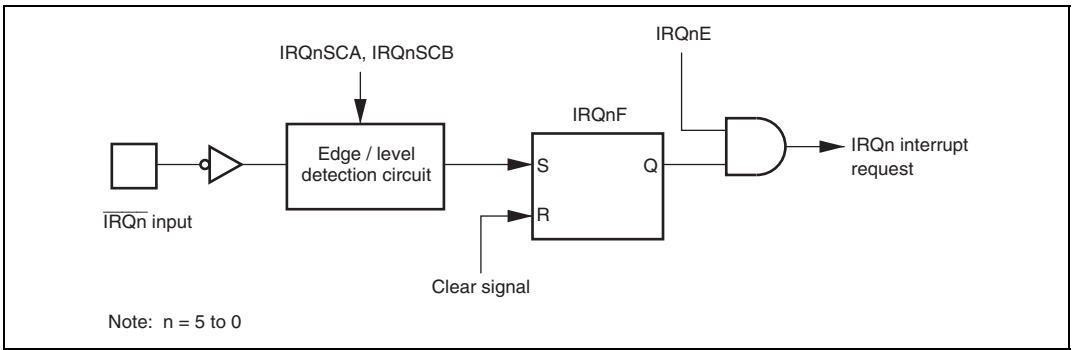 IRQnE
IRQnSCA, IRQnSCB
IRQnF
Edge / level
detection circuit
S
Q
R
IRQn interrupt
request
IRQn input
Clear signal
Note: n = 5 to 0